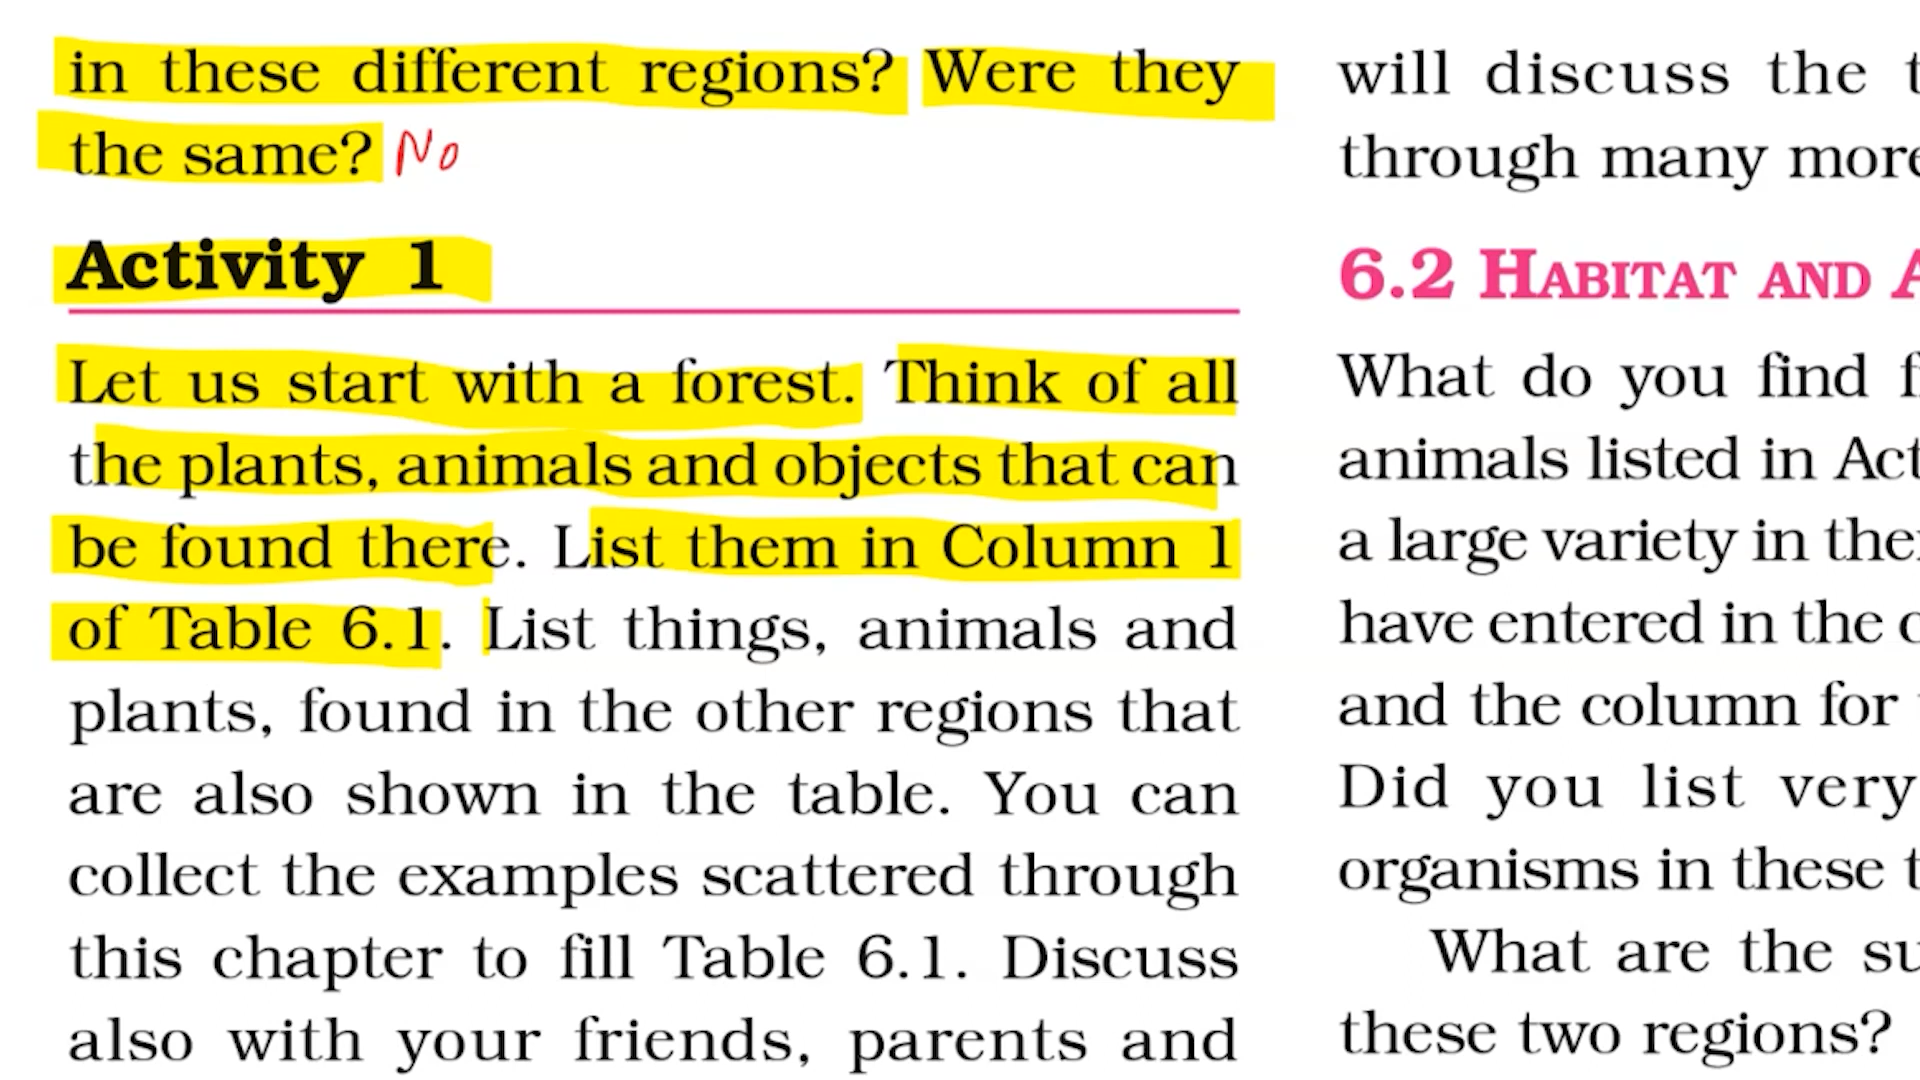 in these different regions? Were they
the same? No
Activity 1
Let us start with a forest. Think of all
the plants, animals and objects that can
be found there. List them in Column 1
of Table 6.1. List things, animals and
plants, found in the other regions that
are also shown in the table. You can
collect the examples scattered through
this chapter to fill Table 6.1. Discuss
also with your friends, parents and
will discuss the
through many more
6.2 HABITAT AND
What do you find
animals listed in
a large variety in
have entered in the
and the column for
Did you list very
organisms in these
What are the
these two regions?